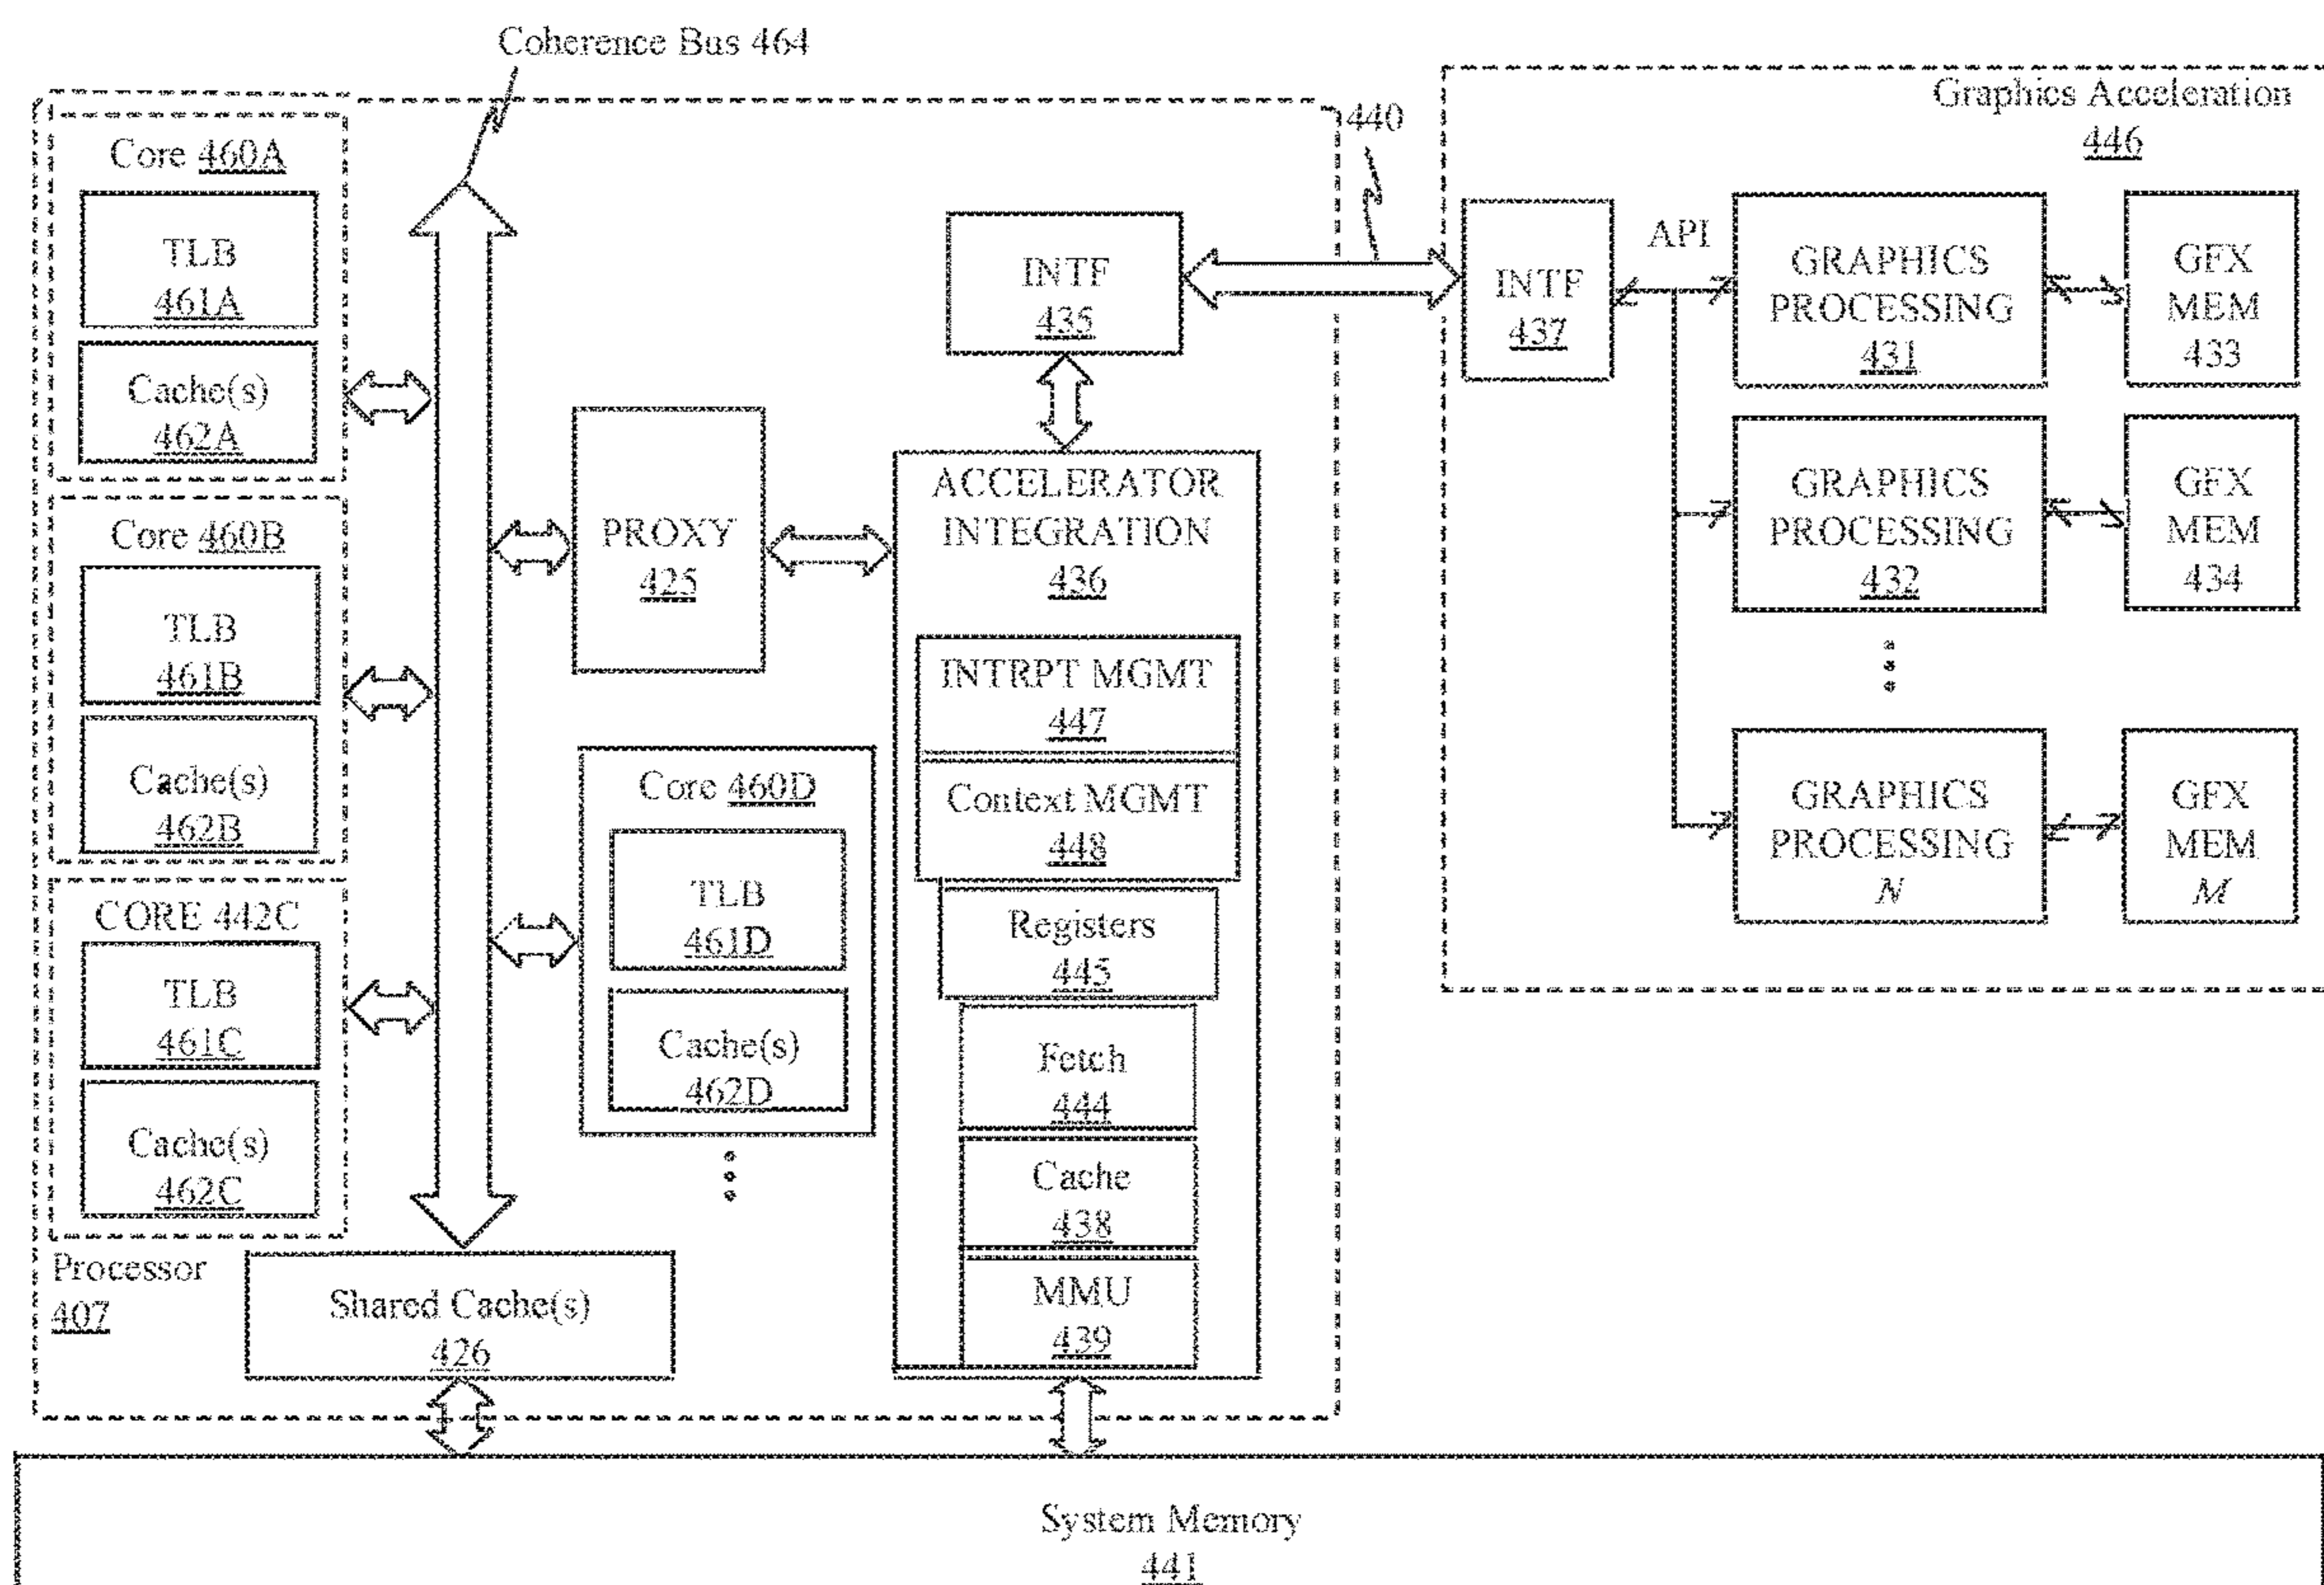 Coherence Bus 464
Core 460A
TLB
461A
Cache(s)
462A
Core 460B
TLB
461B
Cache(s)
462B
CORE 442C
TLB
461C
Cache(s)
462C
Processor
407
Shared Cache(s)
426
PROXY
425
Core 460D
TLB
461D
Cache(s)
462D
INTF
435
ACCELERATOR
INTEGRATION
436
INTRPT MGMT
447
Context MGMT
448
Registers
445
Fetch
444
Cache
438
MMU
439
440
Graphics Acceleration
446
INTF
437
API
GRAPHICS
PROCESSING
431
GFX
MEM
433
GRAPHICS
PROCESSING
432
GFX
MEM
434
GRAPHICS
PROCESSING
N
GFX
MEM
M
System Memory
441